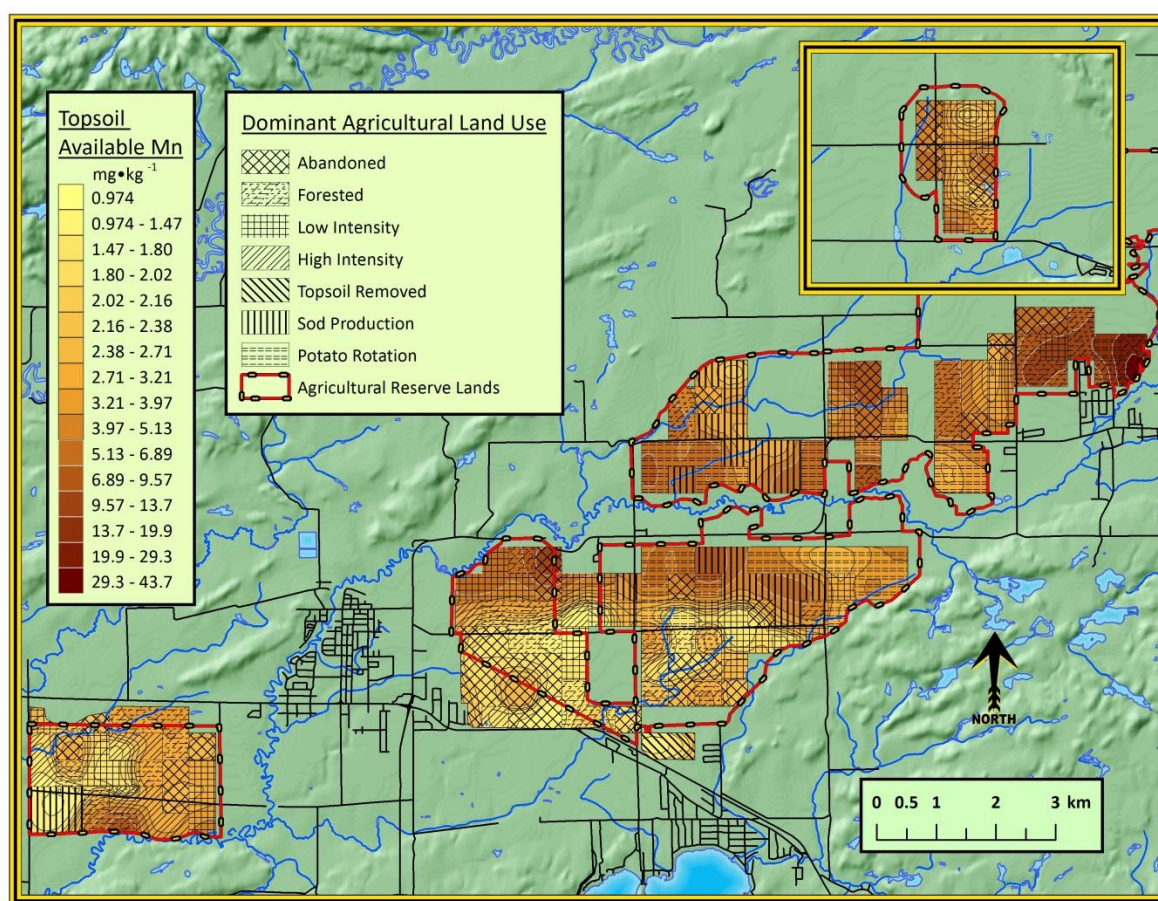 Topsoil
Available Mn
mg•kg -1
0.974
0.974 - 1.47
1.47 - 1.80
1.80 - 2.02
2.02 - 2.16
2.16 - 2.38
2.38 - 2.71
2.71 - 3.21
3.21 - 3.97
3.97 - 5.13
5.13 - 6.89
6.89 - 9.57
9.57 - 13.7
13.7 - 19.9
19.9 - 29.3
29.3 - 43.7
Dominant Agricultural Land Use
Abandoned
Forested
Low Intensity
High Intensity
Topsoil Removed
Sod Production
Potato Rotation
Agricultural Reserve Lands
NORTH
0 0.5 1 2 3 km